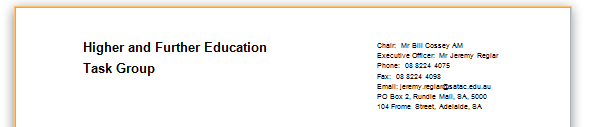 Higher and Further Education
Task Group
Chair: Mr Bill Cossey AM
Executive Officer: Mr Jeremy Reglar
Phone: 08 8224 4075
Fax: 08 8224 4098
Email: jeremy.reglar@satac.edu.au
PO Box 2, Rundle Mall, SA, 5000
104 Frome Street, Adelaide, SA